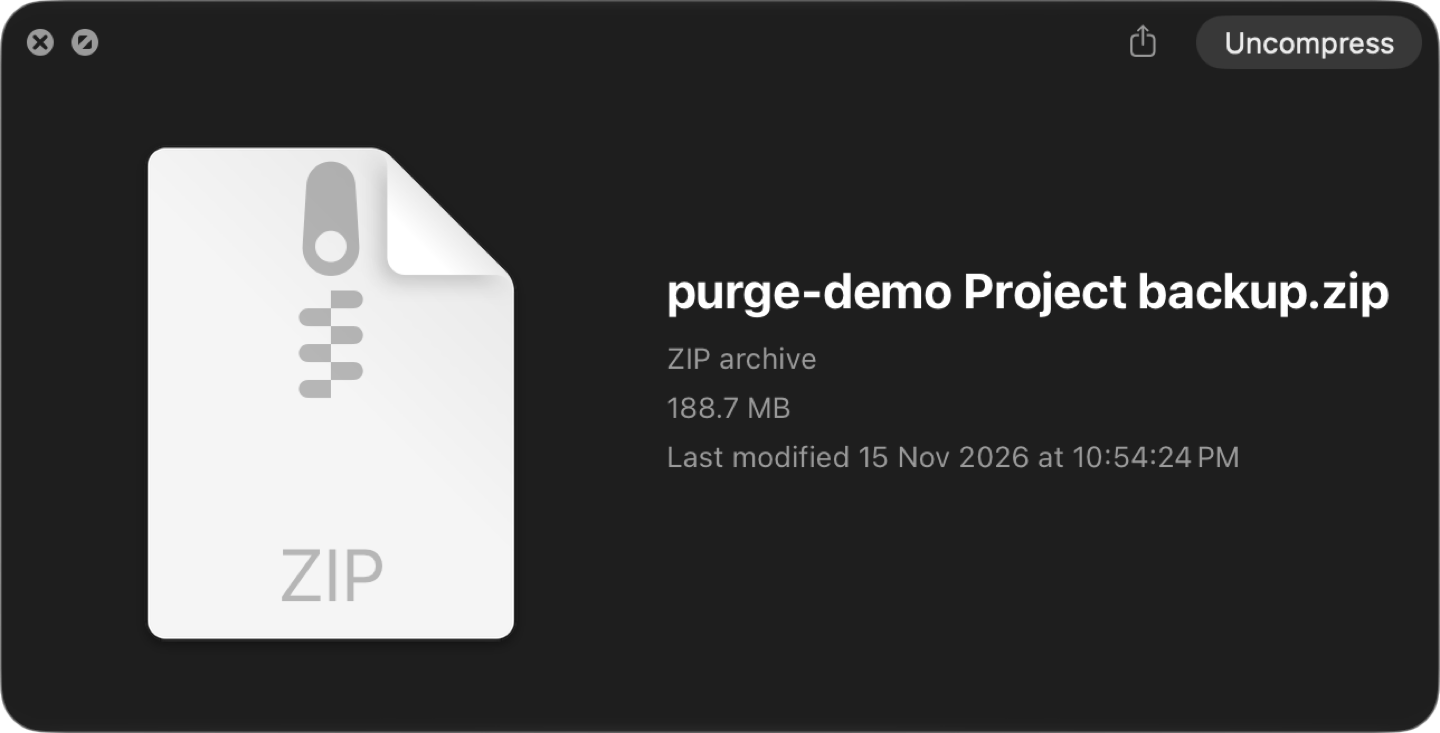 Uncompress
purge-demo Project backup.zip
ZIP archive
188.7 MB
Last modified 15 Nov 2026 at 10:54:24 PM
ZIP